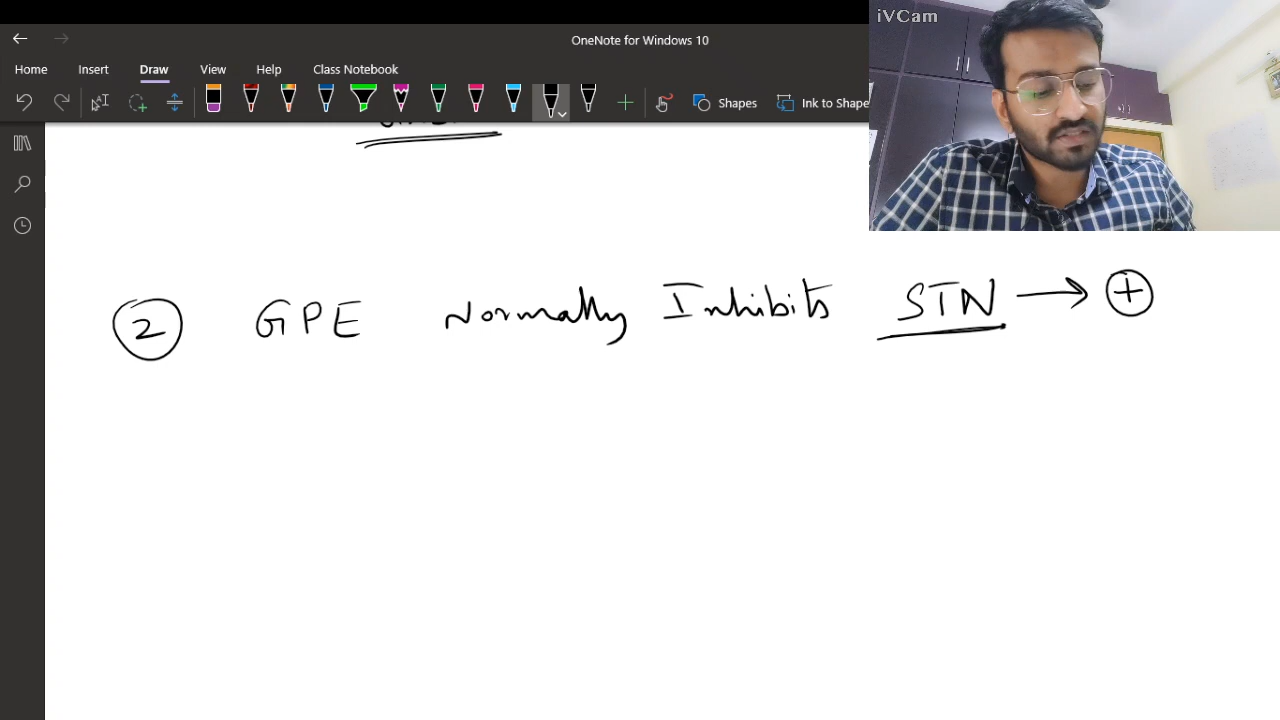 iVCam
OneNote for Windows 10
Home Insert Draw View Help Class Notebook
Shapes Ink to Shape
2 GPE Normally Inhibits STN → +